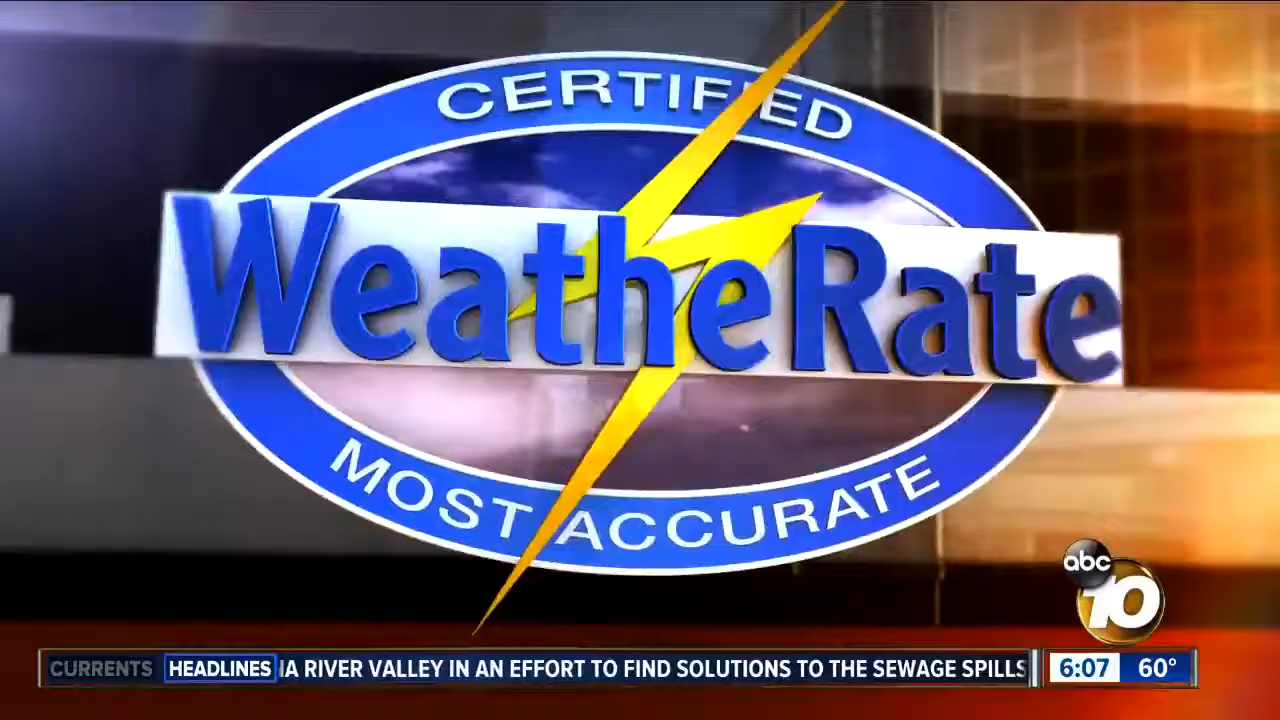 CERTIFIED
WeatheRate
MOST ACCURATE
abc
10
CURRENTS HEADLINES IA RIVER VALLEY IN AN EFFORT TO FIND SOLUTIONS TO THE SEWAGE SPILLS 6:07 60°